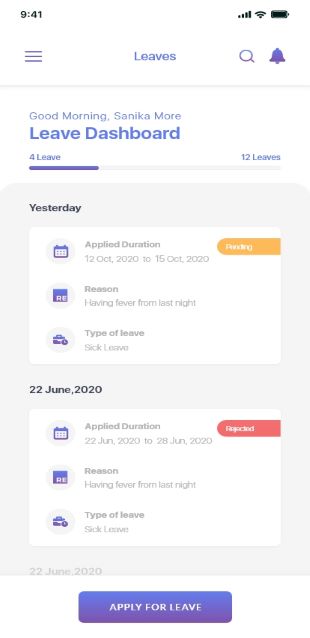 9:41
Leaves
Good Morning, Sanika More
Leave Dashboard
4 Leave
12 Leaves
Yesterday
Applied Duration
Pending
12 Oct, 2020 to 15 Oct, 2020
Reason
RE
Having fever from last night
Type of leave
Sick Leave
22 June,2020
Applied Duration
Rejected
22 Jun, 2020 to 28 Jun, 2020
Reason
RE
Having fever from last night
Type of leave
Sick Leave
22 June,2020
APPLY FOR LEAVE